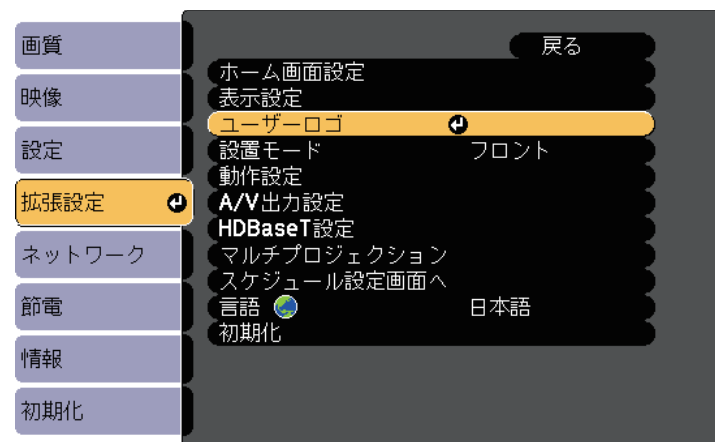 画質
映像
設定
拡張設定
ネットワーク
節電
情報
初期化
戻る
ホーム画面設定
表示設定
ユーザーロゴ
設置モード フロント
動作設定
A/V出力設定
HDBaseT設定
マルチプロジェクション
スケジュール設定画面へ
言語 日本語
初期化